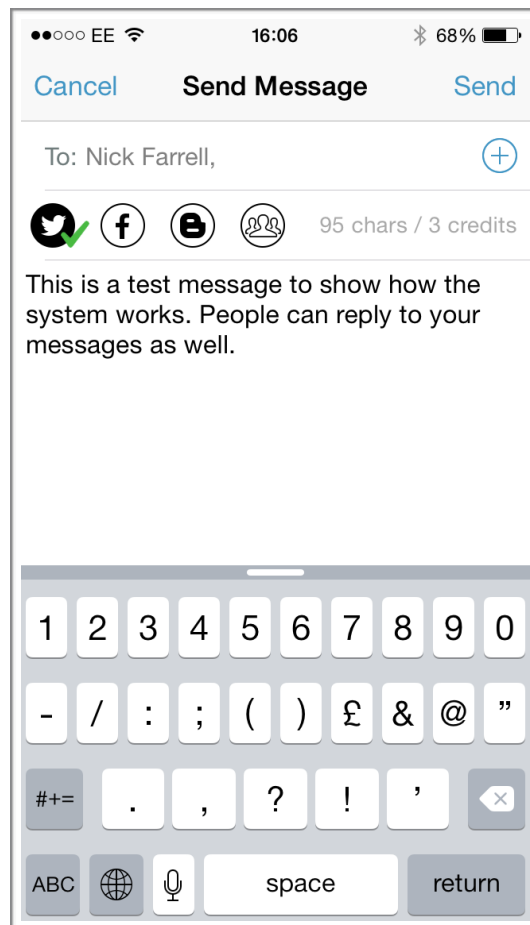 EE 16:06 68%
Cancel Send Message Send
To: Nick Farrell,
95 chars / 3 credits
This is a test message to show how the
system works. People can reply to your
messages as well.
1 2 3 4 5 6 7 8 9 0
- / : ; ( ) £ & @ ”
#+= . , ? ! ’
ABC space return